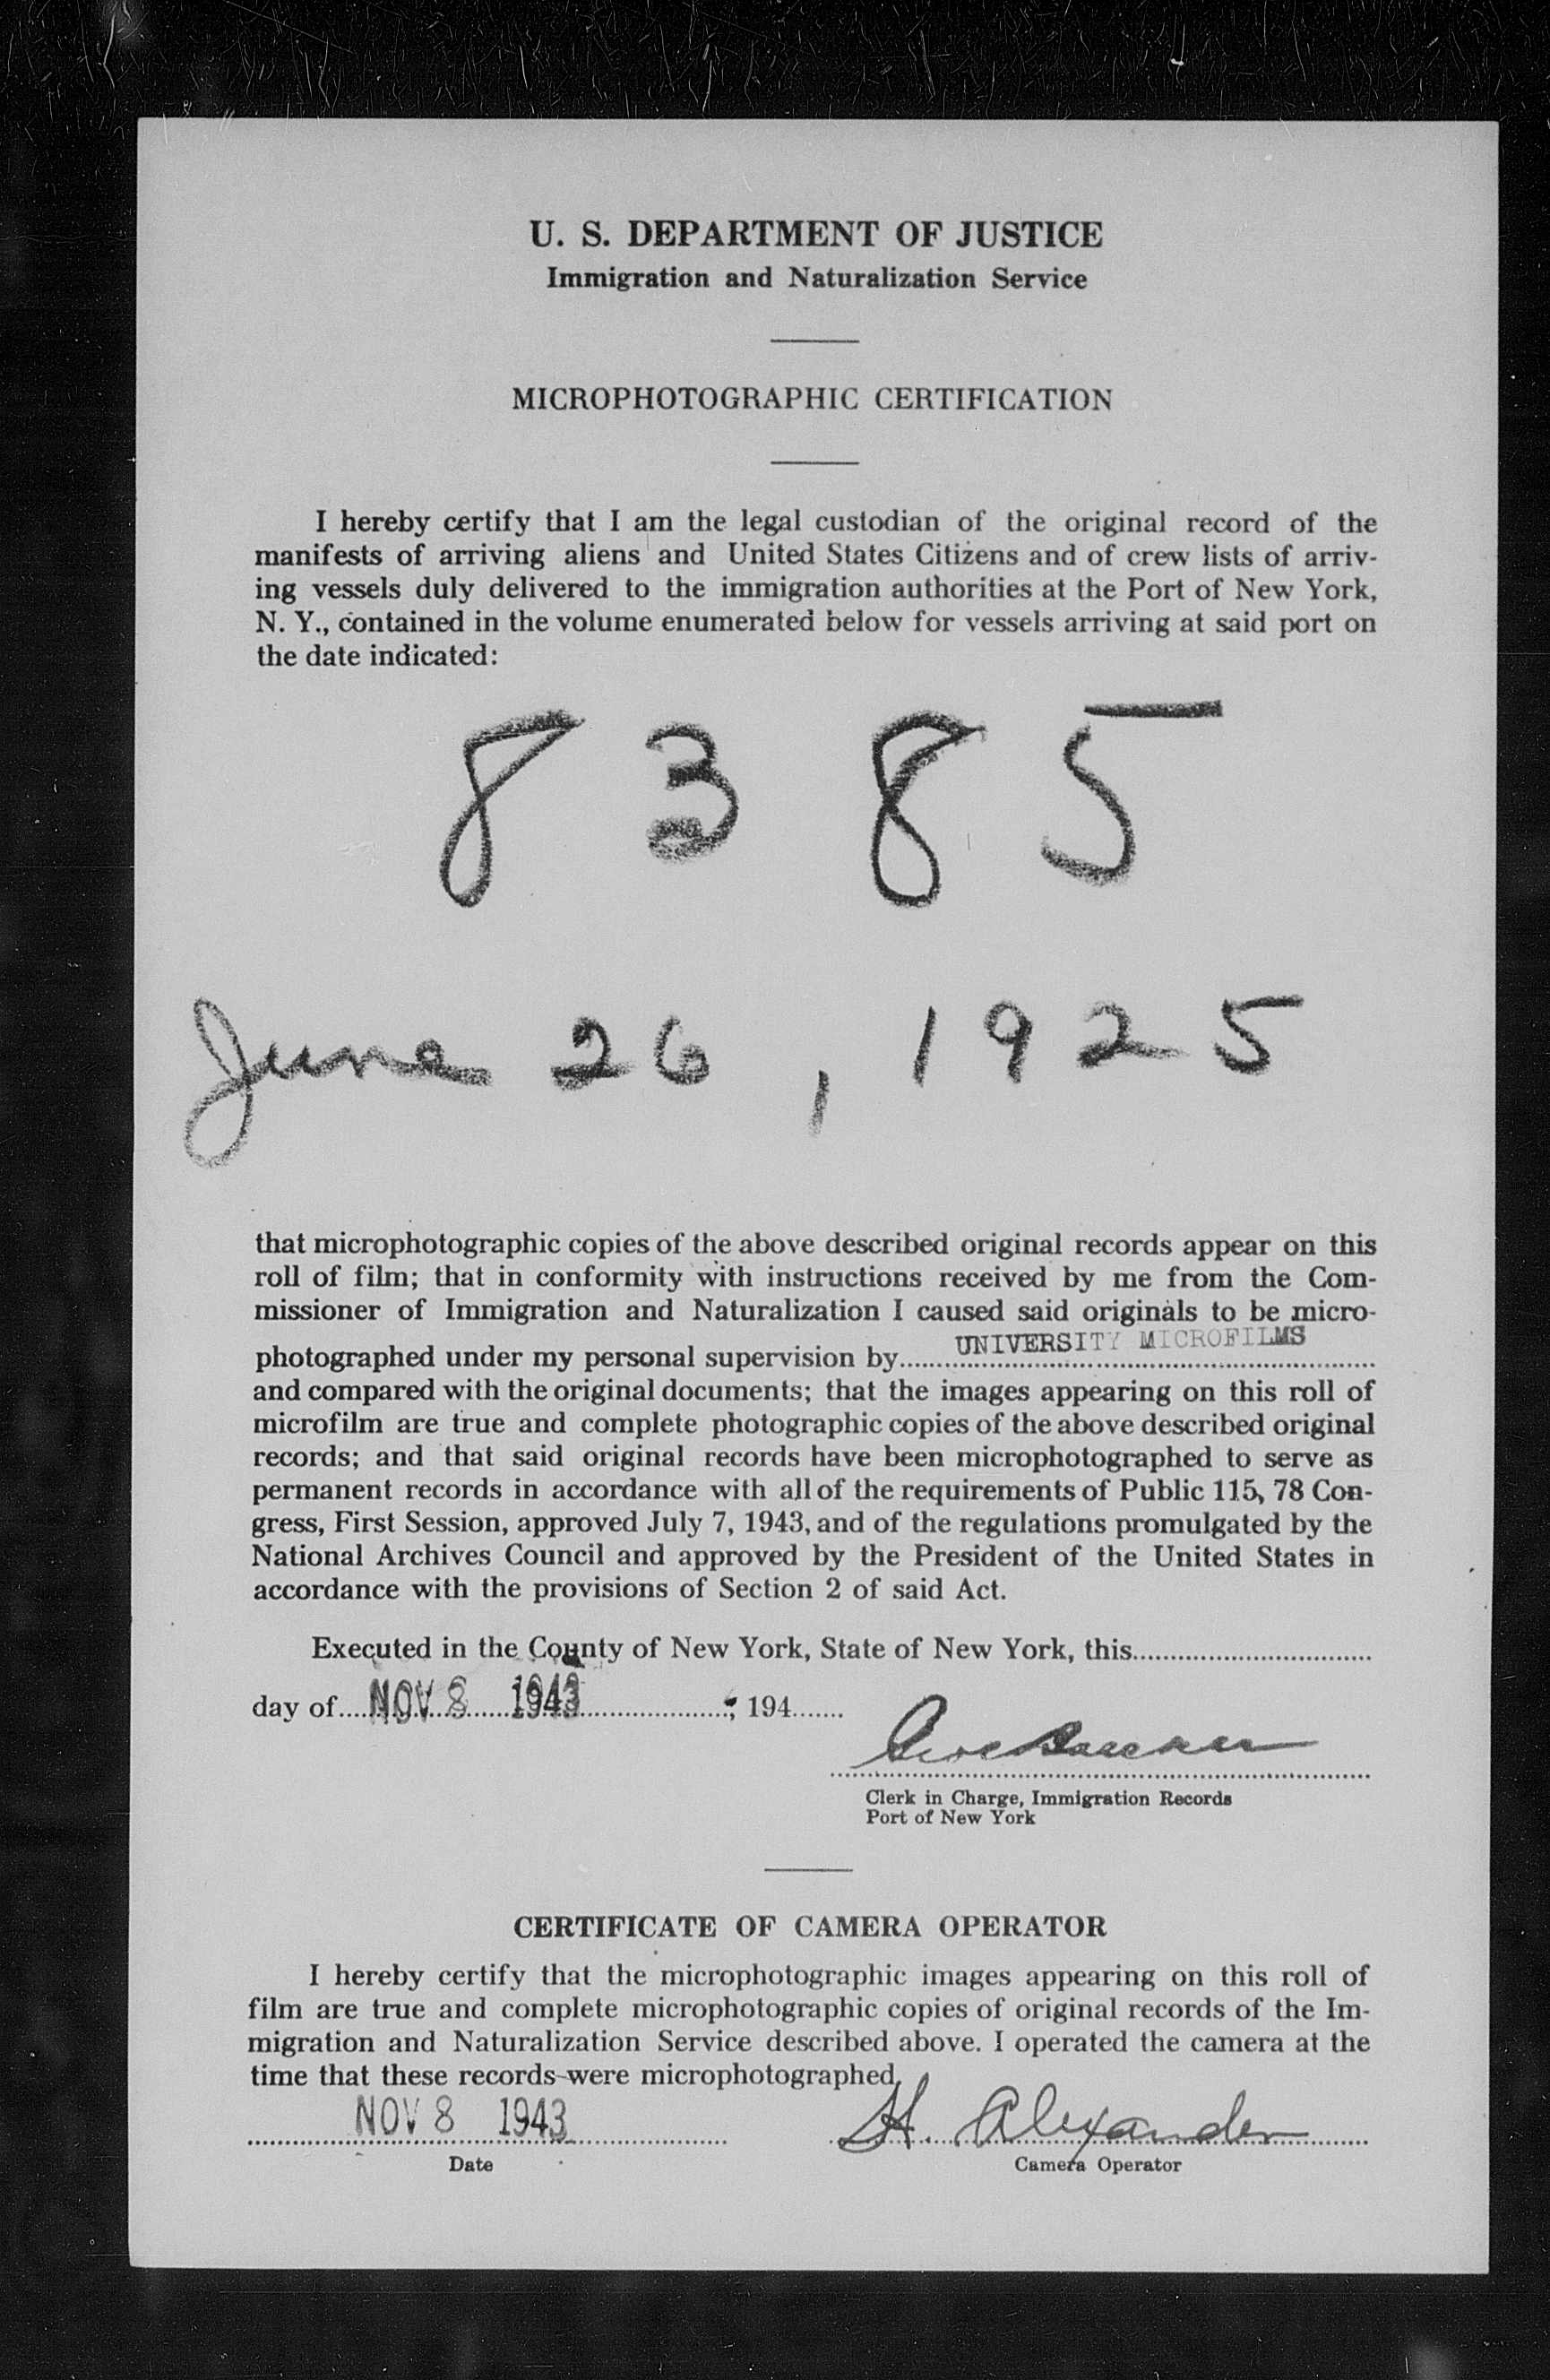 U. S. DEPARTMENT OF JUSTICE
Immigration and Naturalization Service
MICROPHOTOGRAPHIC CERTIFICATION
I hereby certify that I am the legal custodian of the original record of the
manifests of arriving aliens and United States Citizens and of crew lists of arriv-
ing vessels duly delivered to the immigration authorities at the Port of New York,
N. Y., contained in the volume enumerated below for vessels arriving at said port on
the date indicated:
8 3 8 5
June 26, 1925
that microphotographic copies of the above described original records appear on this
roll of film; that in conformity with instructions received by me from the Com-
missioner of Immigration and Naturalization I caused said originals to be micro-
photographed under my personal supervision by UNIVERSITY MICROFILMS
and compared with the original documents; that the images appearing on this roll of
microfilm are true and complete photographic copies of the above described original
records; and that said original records have been microphotographed to serve as
permanent records in accordance with all of the requirements of Public 115, 78 Con-
gress, First Session, approved July 7, 1943, and of the regulations promulgated by the
National Archives Council and approved by the President of the United States in
accordance with the provisions of Section 2 of said Act.
Executed in the County of New York, State of New York, this
day of NOV 8 1943, 194
Clerk in Charge, Immigration Records
Port of New York
CERTIFICATE OF CAMERA OPERATOR
I hereby certify that the microphotographic images appearing on this roll of
film are true and complete microphotographic copies of original records of the Im-
migration and Naturalization Service described above. I operated the camera at the
time that these records were microphotographed.
NOV 8 1943 H. Alexander
Date Camera Operator